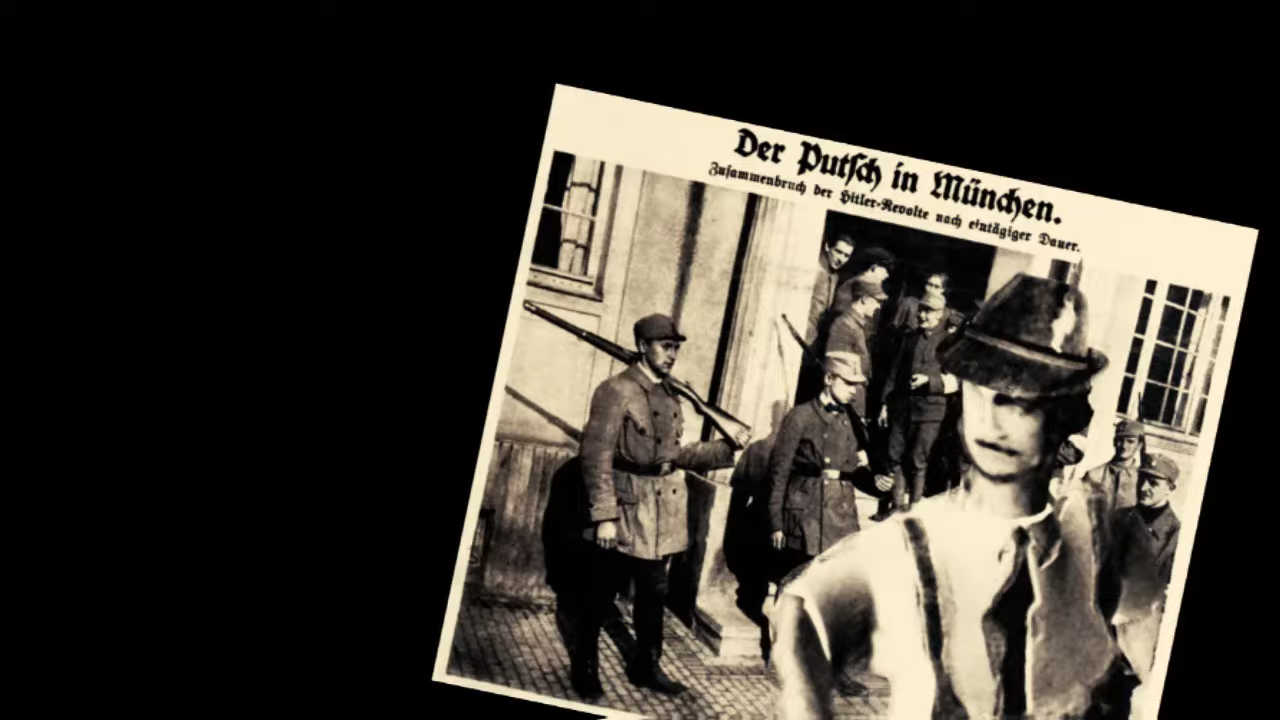 Der Putsch in München.
Zusammenbruch der Hitler-Revolte nach eintägiger Dauer.